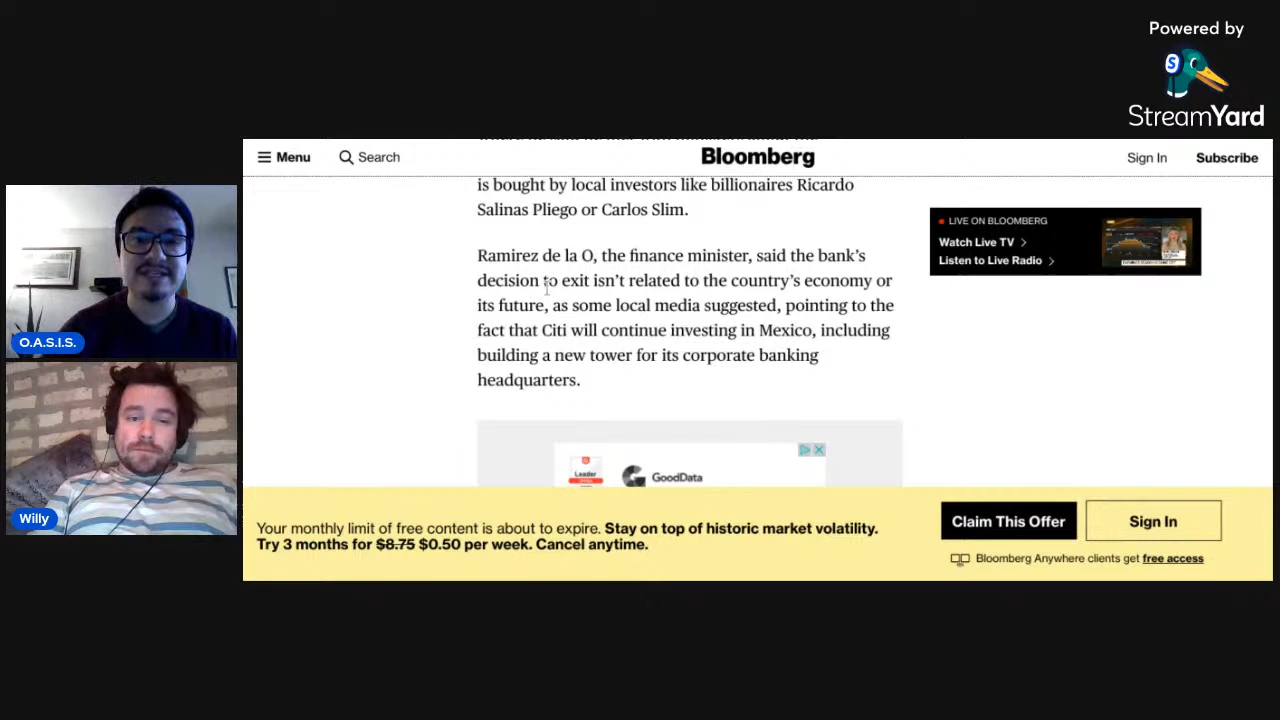 Powered by
S
StreamYard
Menu
Search
Bloomberg
Sign In
Subscribe
is bought by local investors like billionaires Ricardo
Salinas Pliego or Carlos Slim.
Ramirez de la O, the finance minister, said the bank's
decision to exit isn't related to the country's economy or
its future, as some local media suggested, pointing to the
fact that Citi will continue investing in Mexico, including
building a new tower for its corporate banking
headquarters.
LIVE ON BLOOMBERG
Watch Live TV
Listen to Live Radio
O.A.S.I.S.
Willy
Leader
GoodData
Your monthly limit of free content is about to expire. Stay on top of historic market volatility.
Try 3 months for $8.75 $0.50 per week. Cancel anytime.
Claim This Offer
Sign In
Bloomberg Anywhere clients get free access